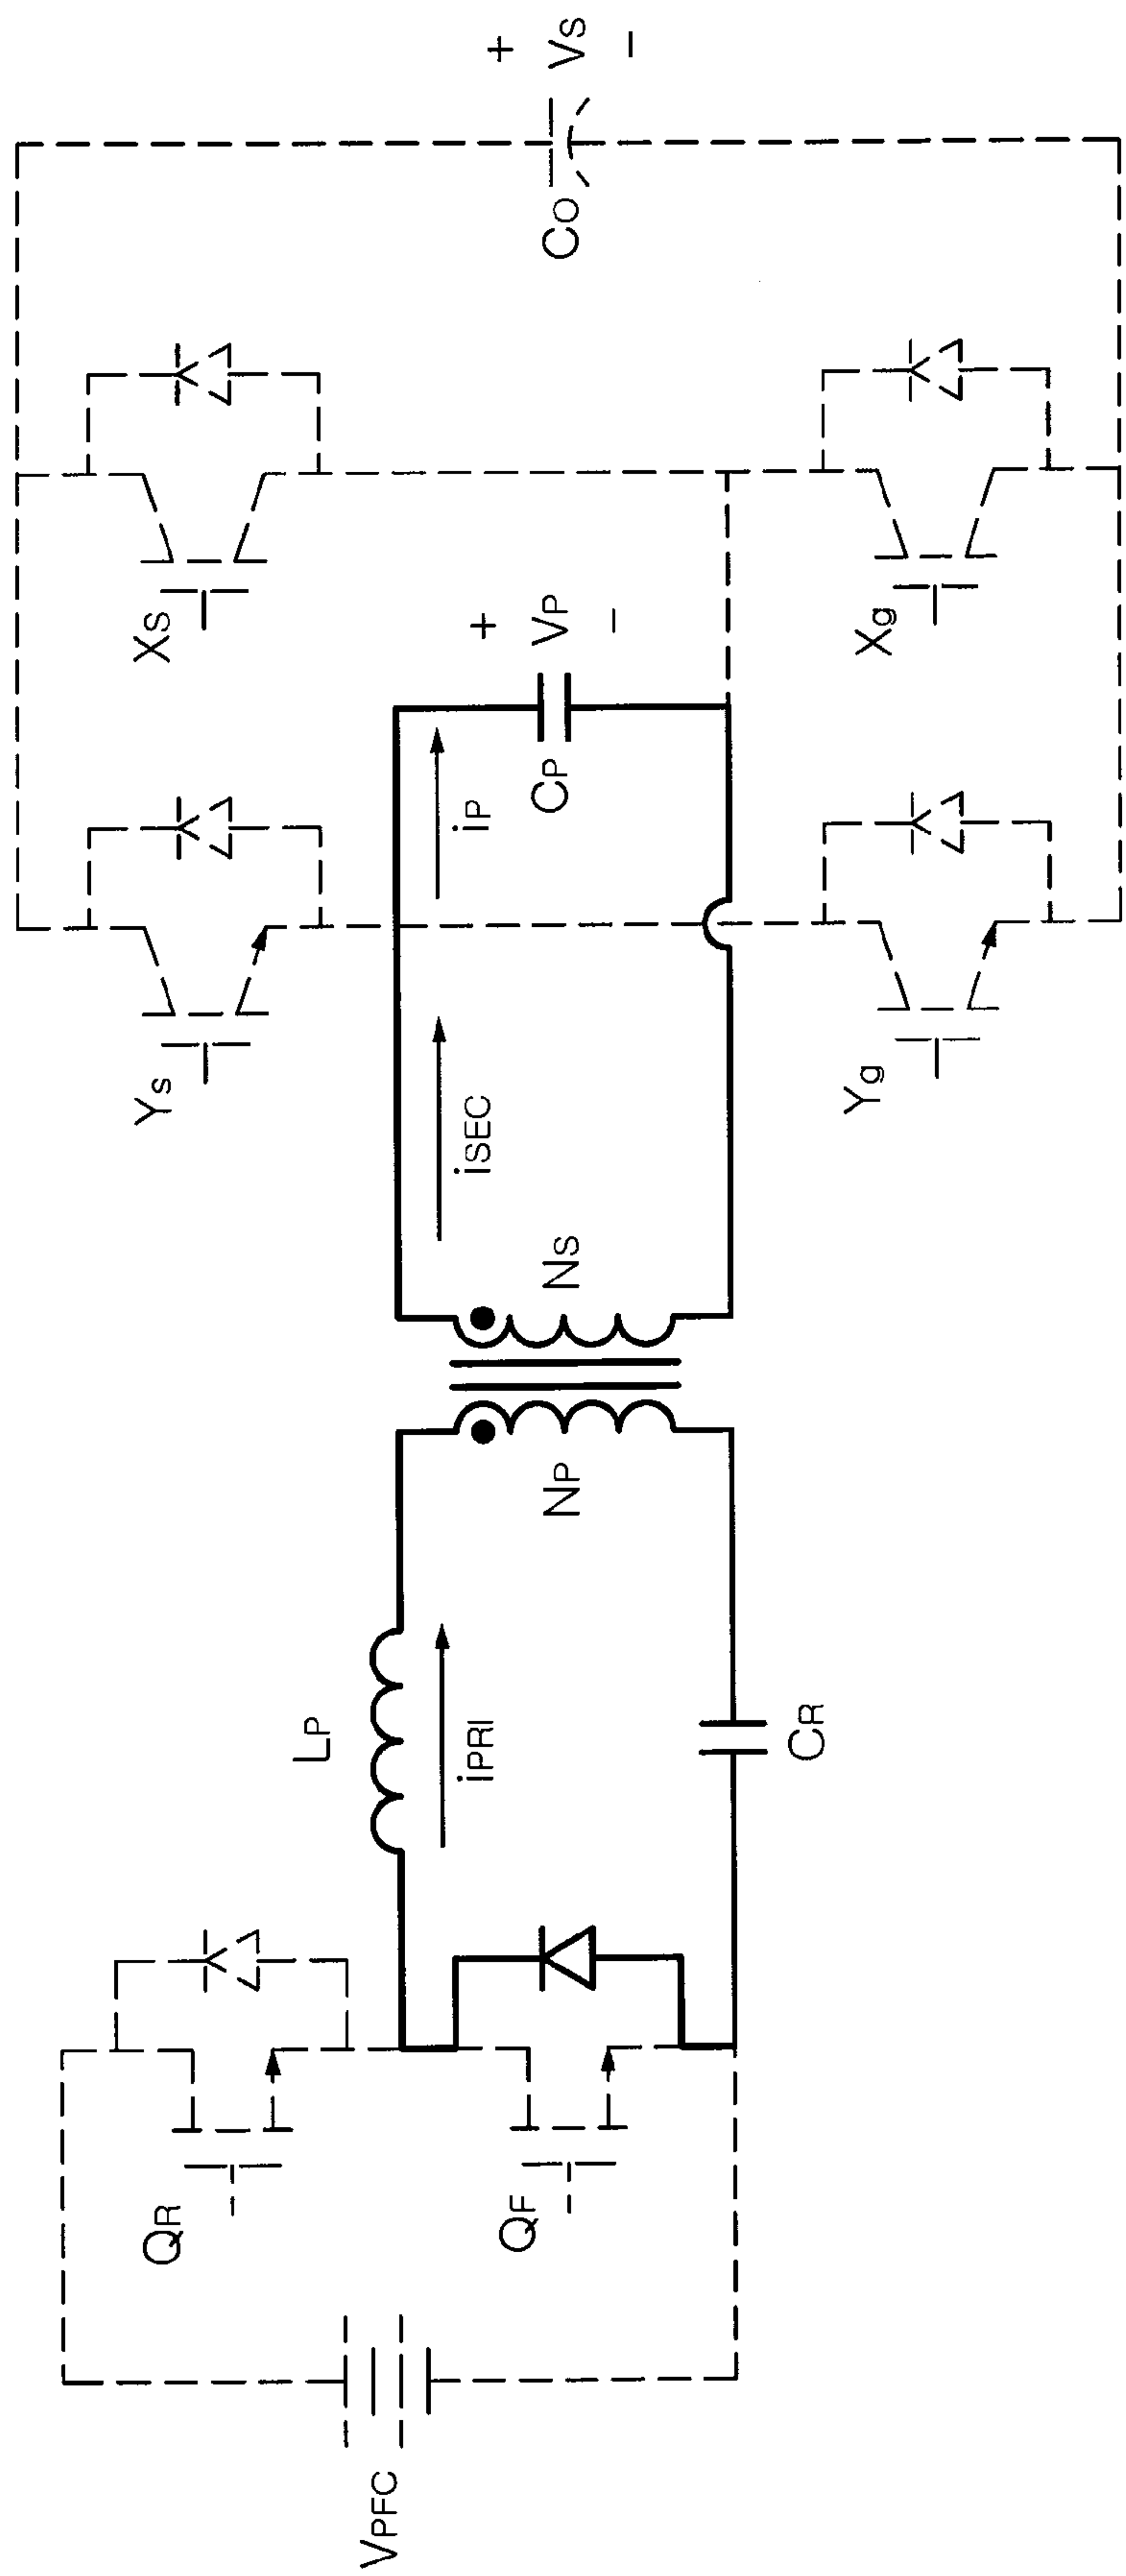 VPFC
QR
QF
LP
iPRI
CR
NP
NS
iSEC
iP
CP
+
VP
−
Ys
Yg
XS
Xg
CO
+
VS
−